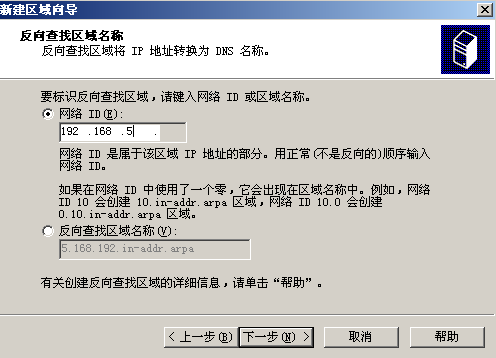 新建区域向导
反向查找区域名称
反向查找区域将 IP 地址转换为 DNS 名称。
要标识反向查找区域,请键入网络 ID 或区域名称。
网络 ID(E):
192 .168 .5 .
网络 ID 是属于该区域 IP 地址的部分。用正常(不是反向的)顺序输入
网络 ID。
如果在网络 ID 中使用了一个零,它会出现在区域名称中。例如,网络
ID 10 会创建 10.in-addr.arpa 区域,网络 ID 10.0 会创建
0.10.in-addr.arpa 区域。
反向查找区域名称(V):
5.168.192.in-addr.arpa
有关创建反向查找区域的详细信息,请单击“帮助”。
< 上一步(B) 下一步(N) > 取消 帮助